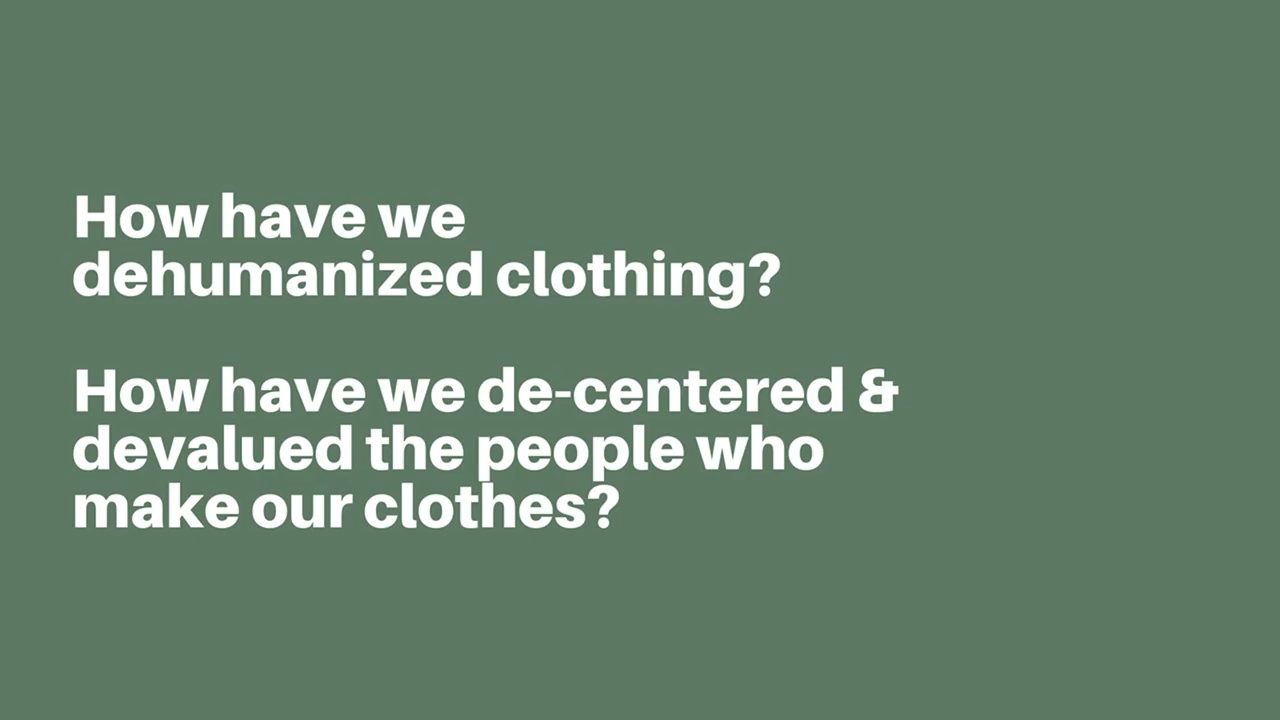 How have we
dehumanized clothing?
How have we de-centered &
devalued the people who
make our clothes?